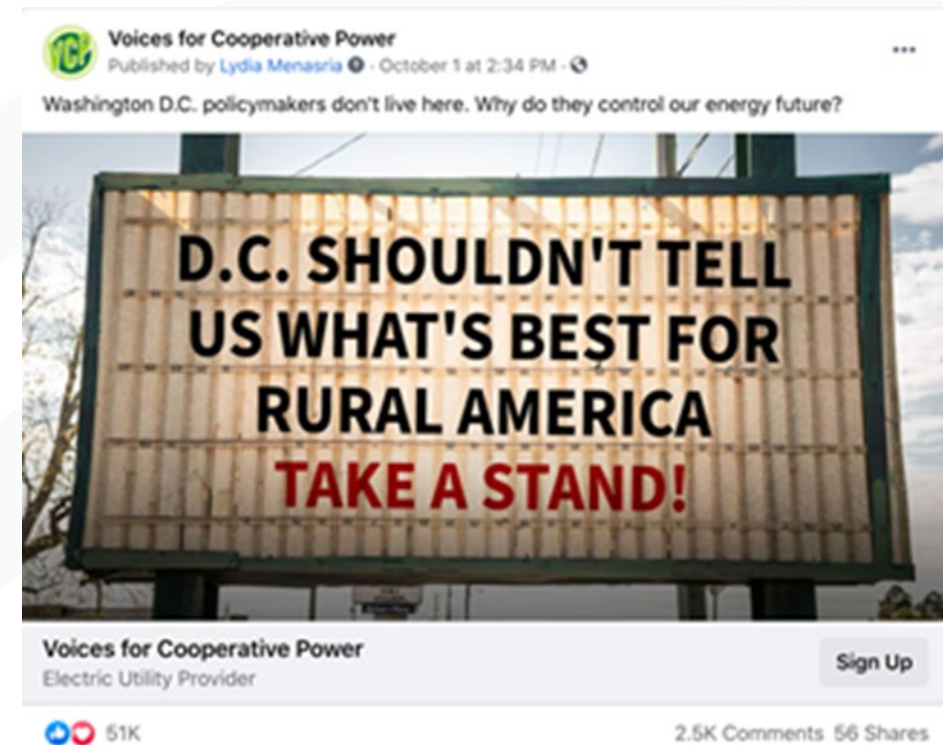 VCP
Voices for Cooperative Power
Published by Lydia Menasria · October 1 at 2:34 PM ·
Washington D.C. policymakers don't live here. Why do they control our energy future?
D.C. SHOULDN'T TELL
US WHAT'S BEST FOR
RURAL AMERICA
TAKE A STAND!
Voices for Cooperative Power
Electric Utility Provider
Sign Up
51K
2.5K Comments 56 Shares